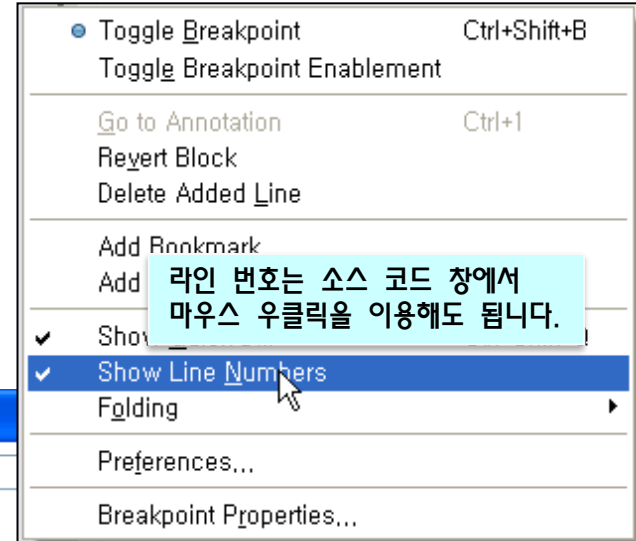 Toggle Breakpoint Ctrl+Shift+B
Toggle Breakpoint Enablement
Go to Annotation Ctrl+1
Revert Block
Delete Added Line
Add Bookmark
Add
라인 번호는 소스 코드 창에서
마우스 우클릭을 이용해도 됩니다.
Show
Show Line Numbers
Folding
Preferences...
Breakpoint Properties...